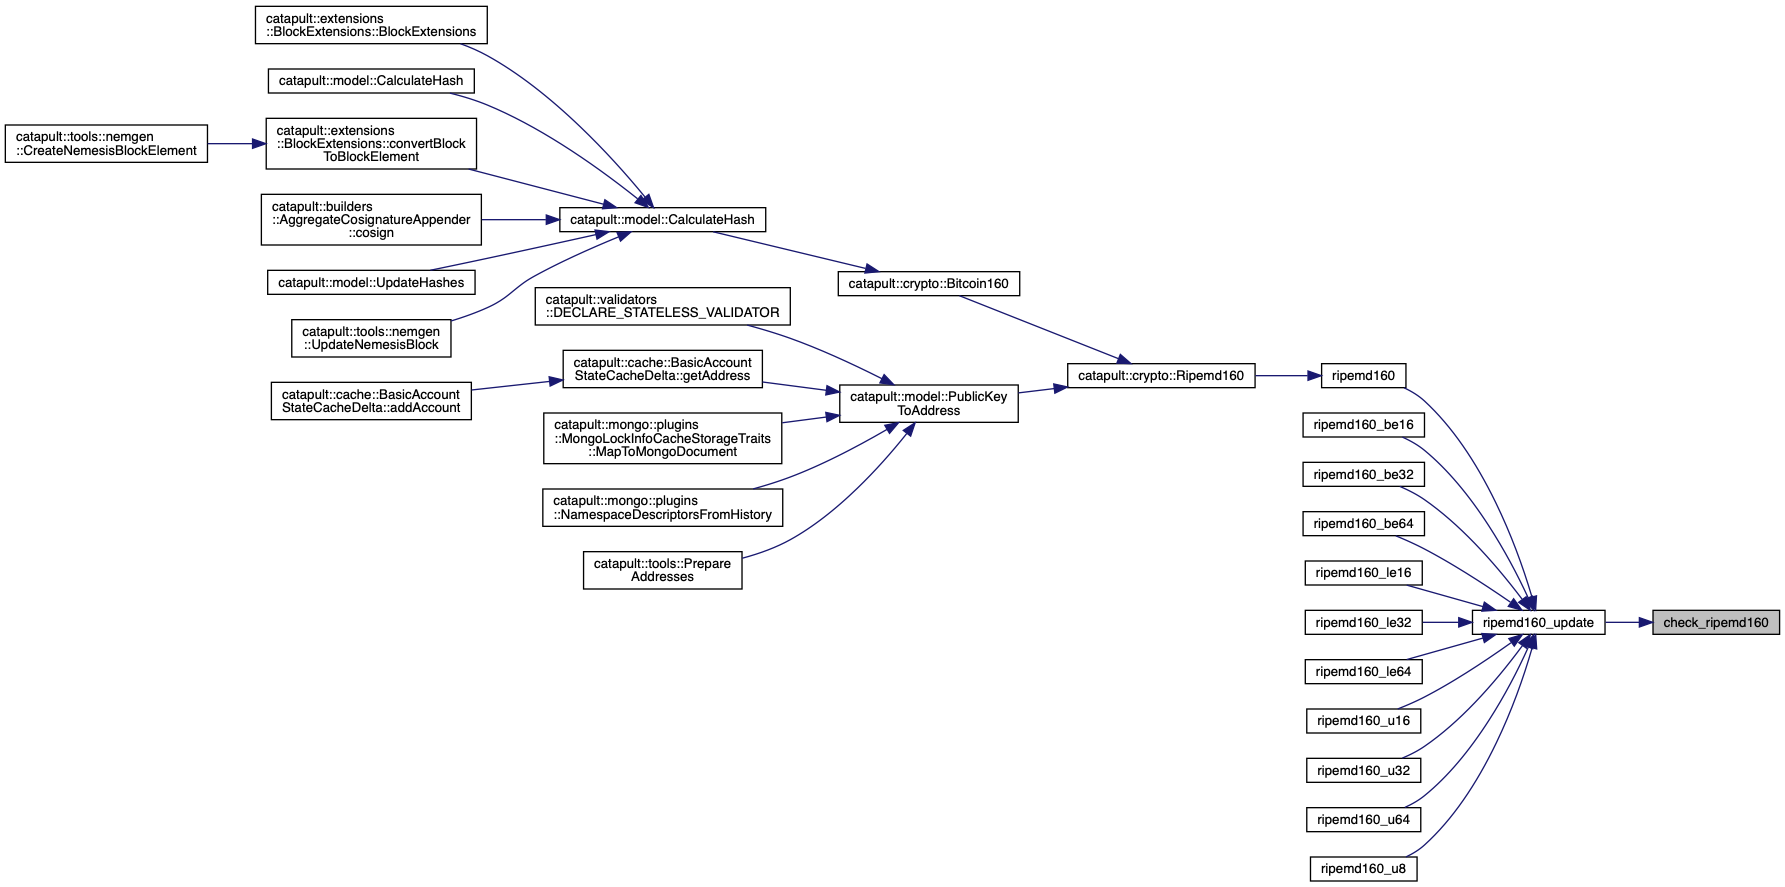 catapult::extensions
::BlockExtensions::BlockExtensions
catapult::model::CalculateHash
catapult::extensions
::BlockExtensions::convertBlock
ToBlockElement
catapult::tools::nemgen
::CreateNemesisBlockElement
catapult::builders
::AggregateCosignatureAppender
::cosign
catapult::model::CalculateHash
catapult::model::UpdateHashes
catapult::crypto::Bitcoin160
catapult::validators
::DECLARE_STATELESS_VALIDATOR
catapult::tools::nemgen
::UpdateNemesisBlock
catapult::cache::BasicAccount
StateCacheDelta::getAddress
catapult::crypto::Ripemd160
ripemd160
catapult::cache::BasicAccount
StateCacheDelta::addAccount
catapult::model::PublicKey
ToAddress
catapult::mongo::plugins
::MongoLockInfoCacheStorageTraits
::MapToMongoDocument
ripemd160_be16
ripemd160_be32
catapult::mongo::plugins
::NamespaceDescriptorsFromHistory
ripemd160_be64
catapult::tools::Prepare
Addresses
ripemd160_le16
ripemd160_le32
ripemd160_update
check_ripemd160
ripemd160_le64
ripemd160_u16
ripemd160_u32
ripemd160_u64
ripemd160_u8